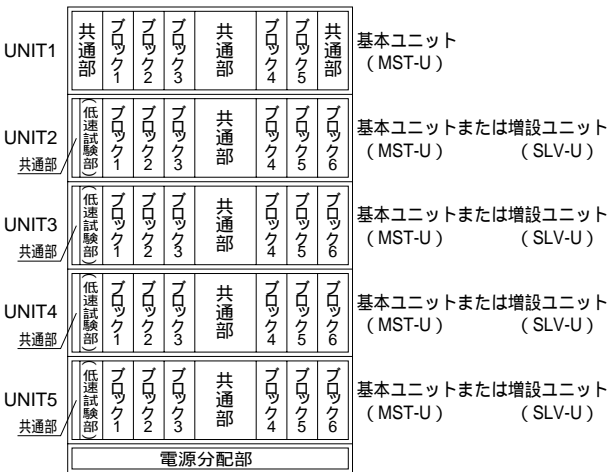 UNIT1
共通部
ブロック1
ブロック2
ブロック3
共通部
ブロック4
ブロック5
共通部
基本ユニット
（MST-U）
UNIT2
共通部
（低速試験部）
ブロック1
ブロック2
ブロック3
共通部
ブロック4
ブロック5
ブロック6
基本ユニットまたは増設ユニット
（MST-U） （SLV-U）
UNIT3
共通部
（低速試験部）
ブロック1
ブロック2
ブロック3
共通部
ブロック4
ブロック5
ブロック6
基本ユニットまたは増設ユニット
（MST-U） （SLV-U）
UNIT4
共通部
（低速試験部）
ブロック1
ブロック2
ブロック3
共通部
ブロック4
ブロック5
ブロック6
基本ユニットまたは増設ユニット
（MST-U） （SLV-U）
UNIT5
共通部
（低速試験部）
ブロック1
ブロック2
ブロック3
共通部
ブロック4
ブロック5
ブロック6
基本ユニットまたは増設ユニット
（MST-U） （SLV-U）
電源分配部